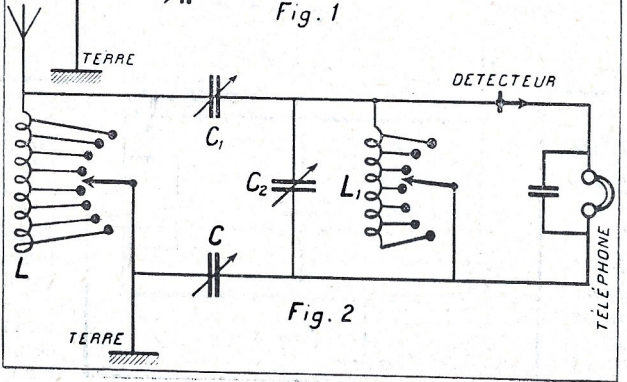 Fig. 1
TERRE
DETECTEUR
C₁
C₂
L₁
L
C
TÉLÉPHONE
Fig. 2
TERRE